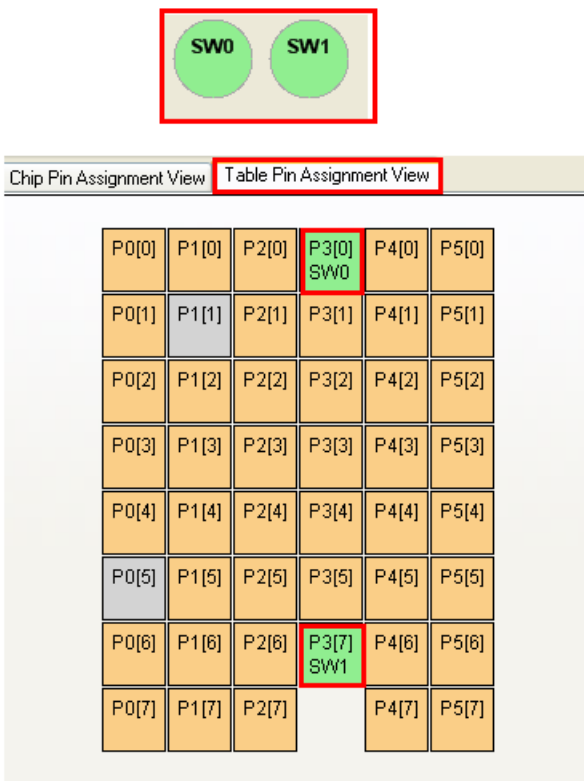 SW0 SW1
Chip Pin Assignment View Table Pin Assignment View
P0[0] P1[0] P2[0] P3[0] P4[0] P5[0]
SW0
P0[1] P1[1] P2[1] P3[1] P4[1] P5[1]
P0[2] P1[2] P2[2] P3[2] P4[2] P5[2]
P0[3] P1[3] P2[3] P3[3] P4[3] P5[3]
P0[4] P1[4] P2[4] P3[4] P4[4] P5[4]
P0[5] P1[5] P2[5] P3[5] P4[5] P5[5]
P0[6] P1[6] P2[6] P3[7] P4[6] P5[6]
SW1
P0[7] P1[7] P2[7] P4[7] P5[7]